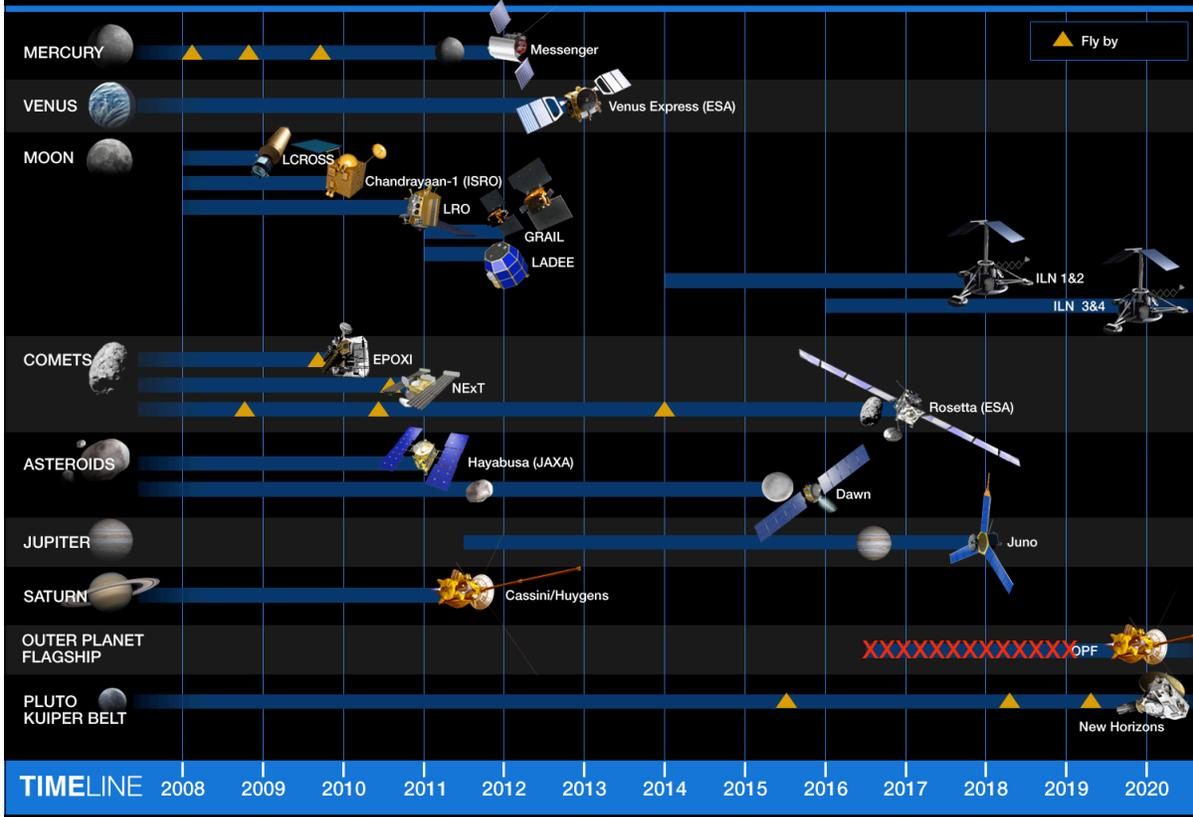 Fly by
MERCURY
Messenger
VENUS
Venus Express (ESA)
MOON
LCROSS
Chandrayaan-1 (ISRO)
LRO
GRAIL
LADEE
ILN 1&2
ILN 3&4
COMETS
EPOXI
NExT
Rosetta (ESA)
ASTEROIDS
Hayabusa (JAXA)
Dawn
JUPITER
Juno
SATURN
Cassini/Huygens
OUTER PLANET
FLAGSHIP
XXXXXXXXXXXXX OPF
PLUTO
KUIPER BELT
New Horizons
TIMELINE 2008 2009 2010 2011 2012 2013 2014 2015 2016 2017 2018 2019 2020